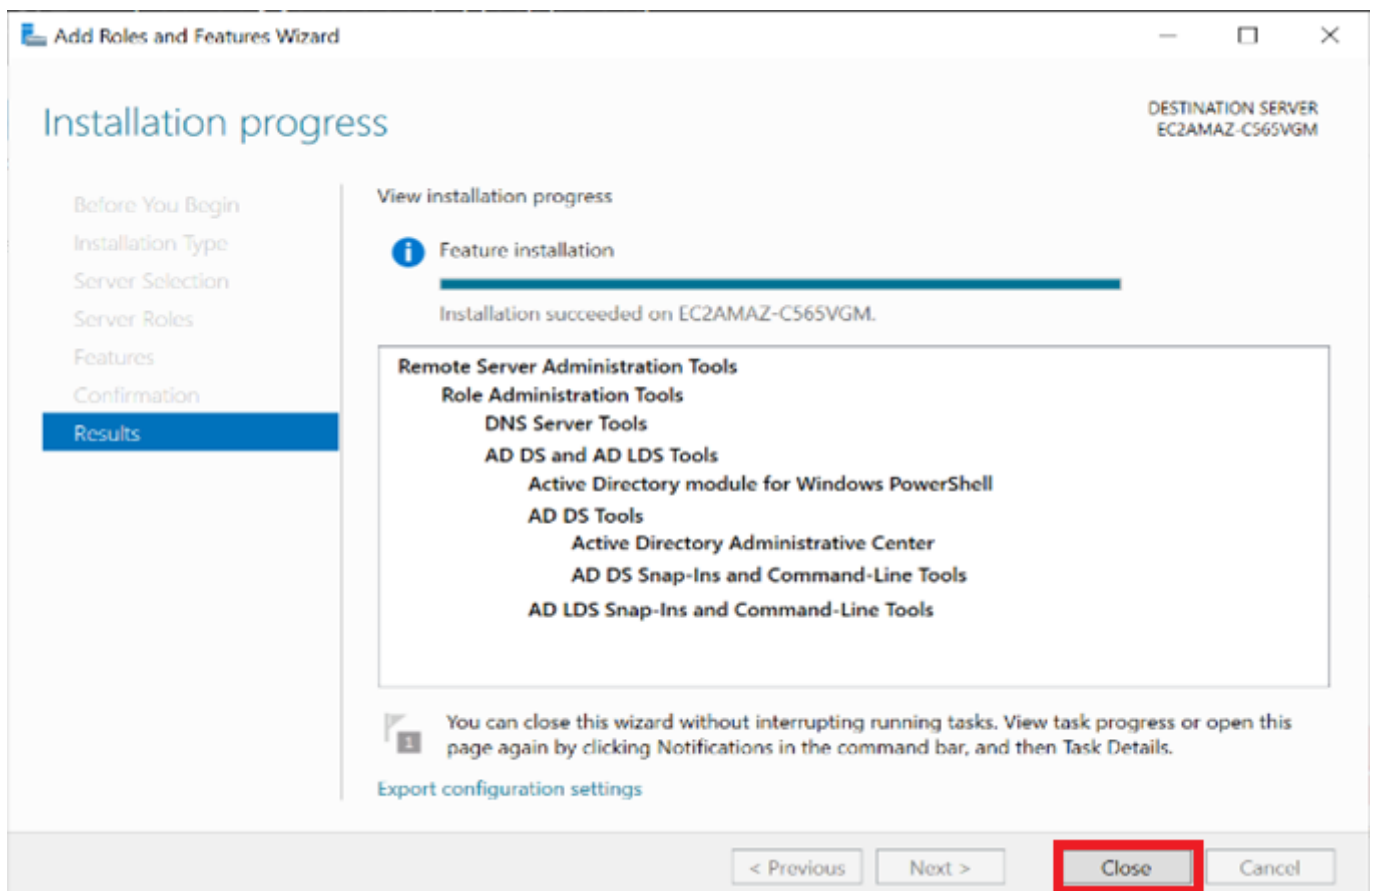 Add Roles and Features Wizard
Installation progress
DESTINATION SERVER
EC2AMAZ-C565VGM
Before You Begin
Installation Type
Server Selection
Server Roles
Features
Confirmation
Results
View installation progress
Feature installation
Installation succeeded on EC2AMAZ-C565VGM.
Remote Server Administration Tools
Role Administration Tools
DNS Server Tools
AD DS and AD LDS Tools
Active Directory module for Windows PowerShell
AD DS Tools
Active Directory Administrative Center
AD DS Snap-Ins and Command-Line Tools
AD LDS Snap-Ins and Command-Line Tools
1
You can close this wizard without interrupting running tasks. View task progress or open this
page again by clicking Notifications in the command bar, and then Task Details.
Export configuration settings
< Previous
Next >
Close
Cancel